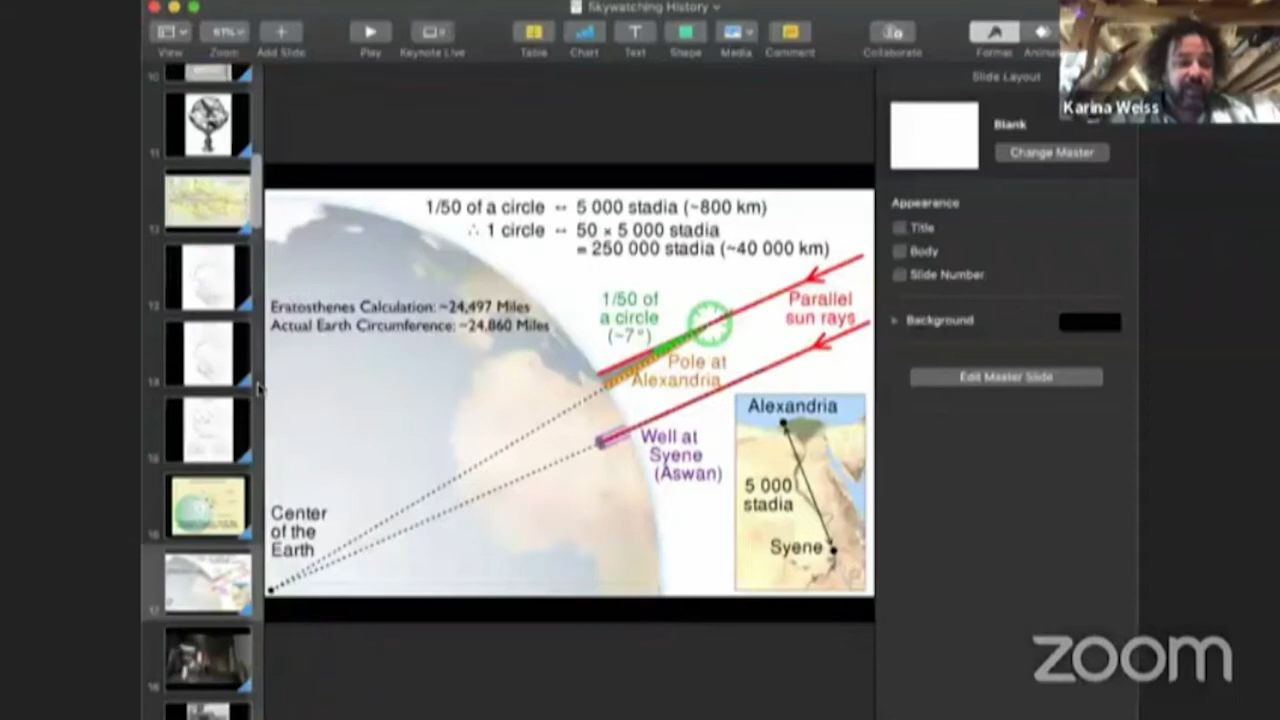 Skywatching History
View
61%
Zoom
Add Slide
Play
Keynote Live
Table
Chart
Text
Shape
Media
Comment
Collaborate
Format
Slide Layout
Karina Weiss
Blank
Change Master
Appearance
Title
Body
Slide Number
Background
Edit Master Slide
1/50 of a circle ↔ 5 000 stadia (~800 km)
∴ 1 circle ↔ 50 × 5 000 stadia
= 250 000 stadia (~40 000 km)
Eratosthenes Calculation: ~24,497 Miles
Actual Earth Circumference: ~24,860 Miles
1/50 of
a circle
(~7°)
Parallel
sun rays
Pole at
Alexandria
Well at
Syene
(Aswan)
Alexandria
5 000
stadia
Syene
Center
of the
Earth
11
17
zoom